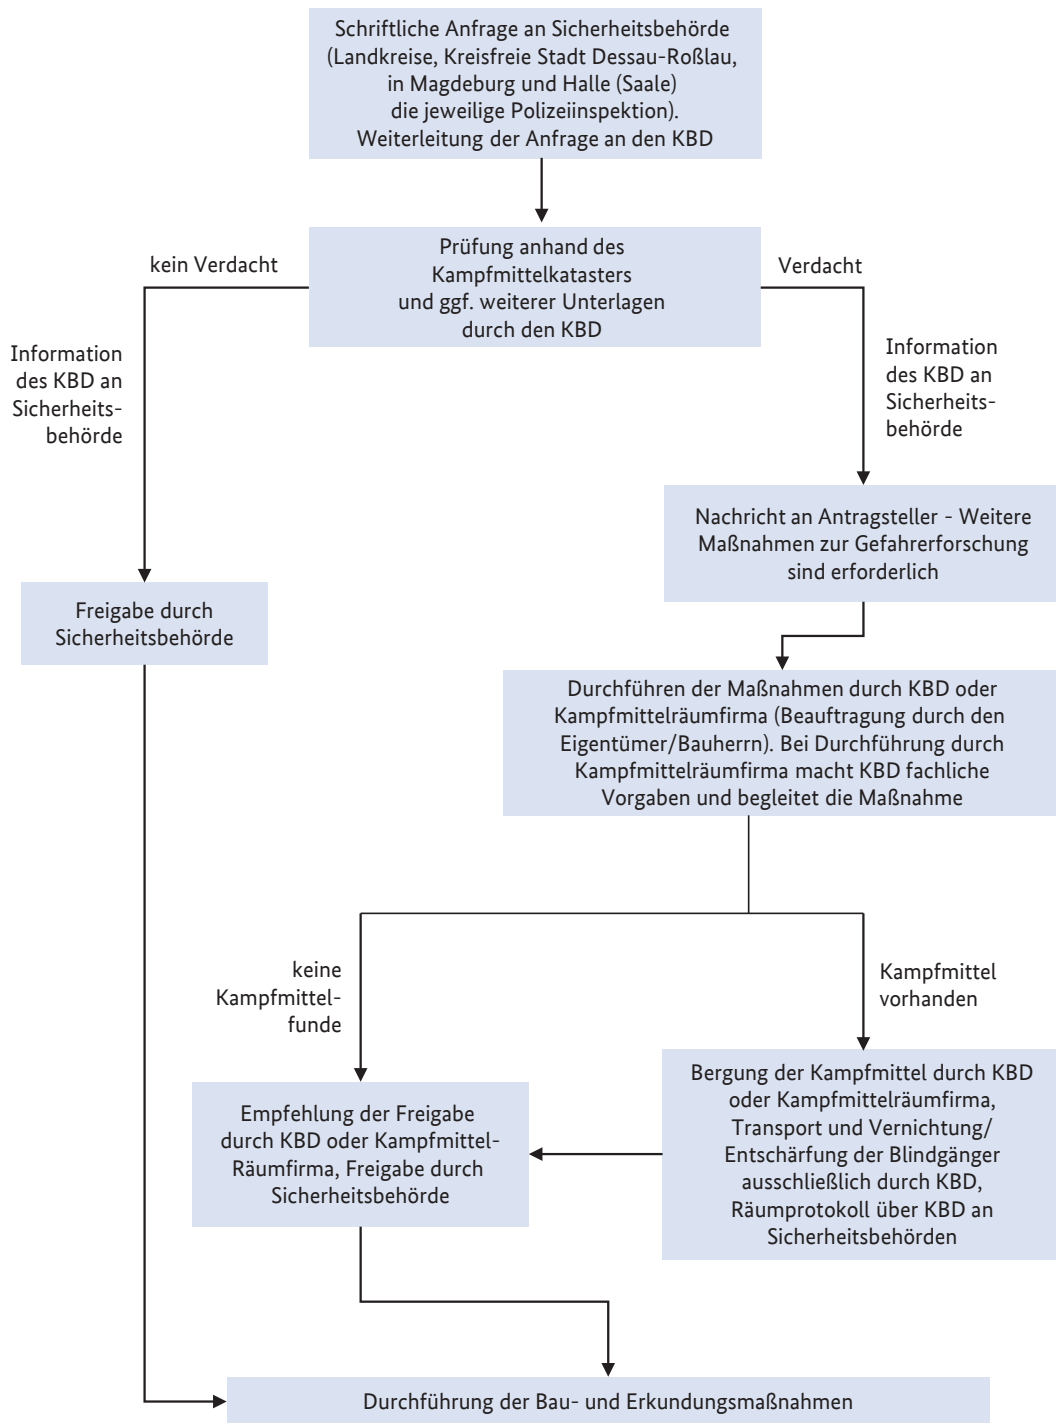 Schriftliche Anfrage an Sicherheitsbehörde
(Landkreise, Kreisfreie Stadt Dessau-Roßlau,
in Magdeburg und Halle (Saale)
die jeweilige Polizeiinspektion).
Weiterleitung der Anfrage an den KBD
kein Verdacht
Prüfung anhand des
Kampfmittelkatasters
und ggf. weiterer Unterlagen
durch den KBD
Verdacht
Information
des KBD an
Sicherheits-
behörde
Information
des KBD an
Sicherheits-
behörde
Nachricht an Antragsteller - Weitere
Maßnahmen zur Gefahrerforschung
sind erforderlich
Freigabe durch
Sicherheitsbehörde
Durchführen der Maßnahmen durch KBD oder
Kampfmittelräumfirma (Beauftragung durch den
Eigentümer/Bauherrn). Bei Durchführung durch
Kampfmittelräumfirma macht KBD fachliche
Vorgaben und begleitet die Maßnahme
keine
Kampfmittel-
funde
Kampfmittel
vorhanden
Empfehlung der Freigabe
durch KBD oder Kampfmittel-
Räumfirma, Freigabe durch
Sicherheitsbehörde
Bergung der Kampfmittel durch KBD
oder Kampfmittelräumfirma,
Transport und Vernichtung/
Entschärfung der Blindgänger
ausschließlich durch KBD,
Räumprotokoll über KBD an
Sicherheitsbehörden
Durchführung der Bau- und Erkundungsmaßnahmen